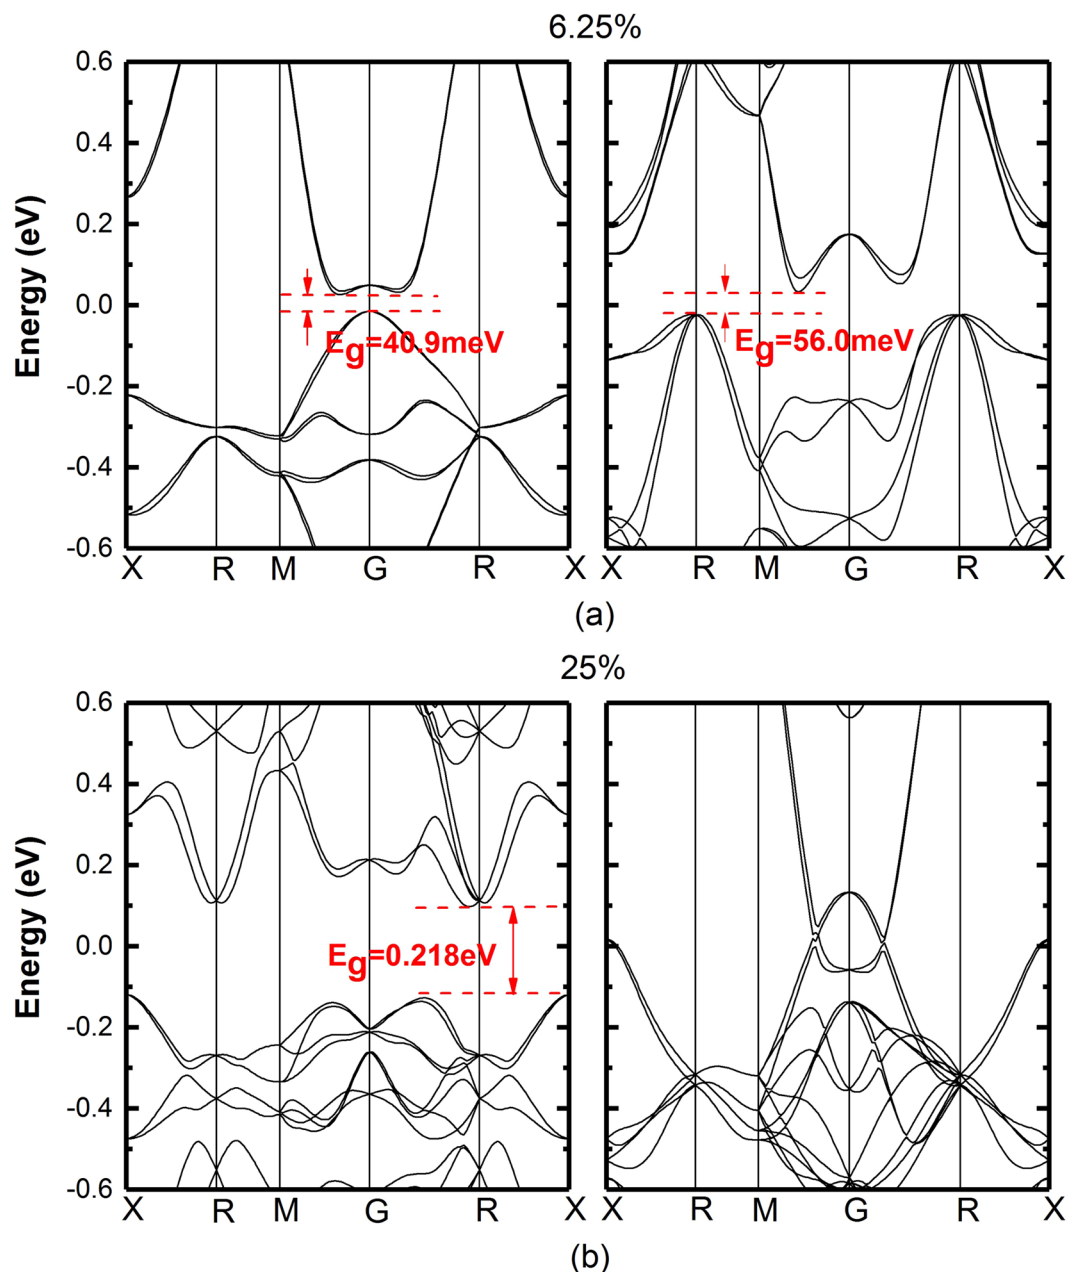 6.25%
Energy (eV)
0.6
0.4
0.2
0.0
-0.2
-0.4
-0.6
Eg=40.9meV
Eg=56.0meV
X R M G R X
X R M G R X
(a)
25%
Energy (eV)
0.6
0.4
0.2
0.0
-0.2
-0.4
-0.6
Eg=0.218eV
X R M G R X
X R M G R X
(b)